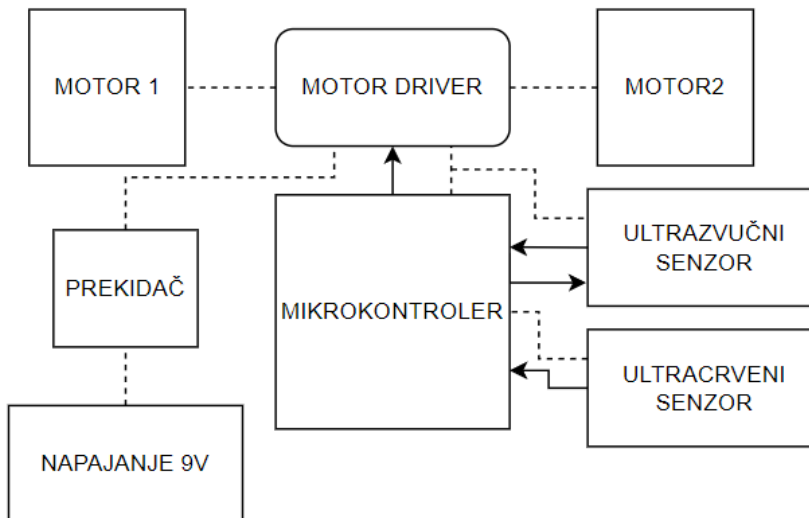 MOTOR 1
MOTOR DRIVER
MOTOR2
PREKIDAČ
MIKROKONTROLER
ULTRAZVUČNI
SENZOR
ULTRACRVENI
SENZOR
NAPAJANJE 9V